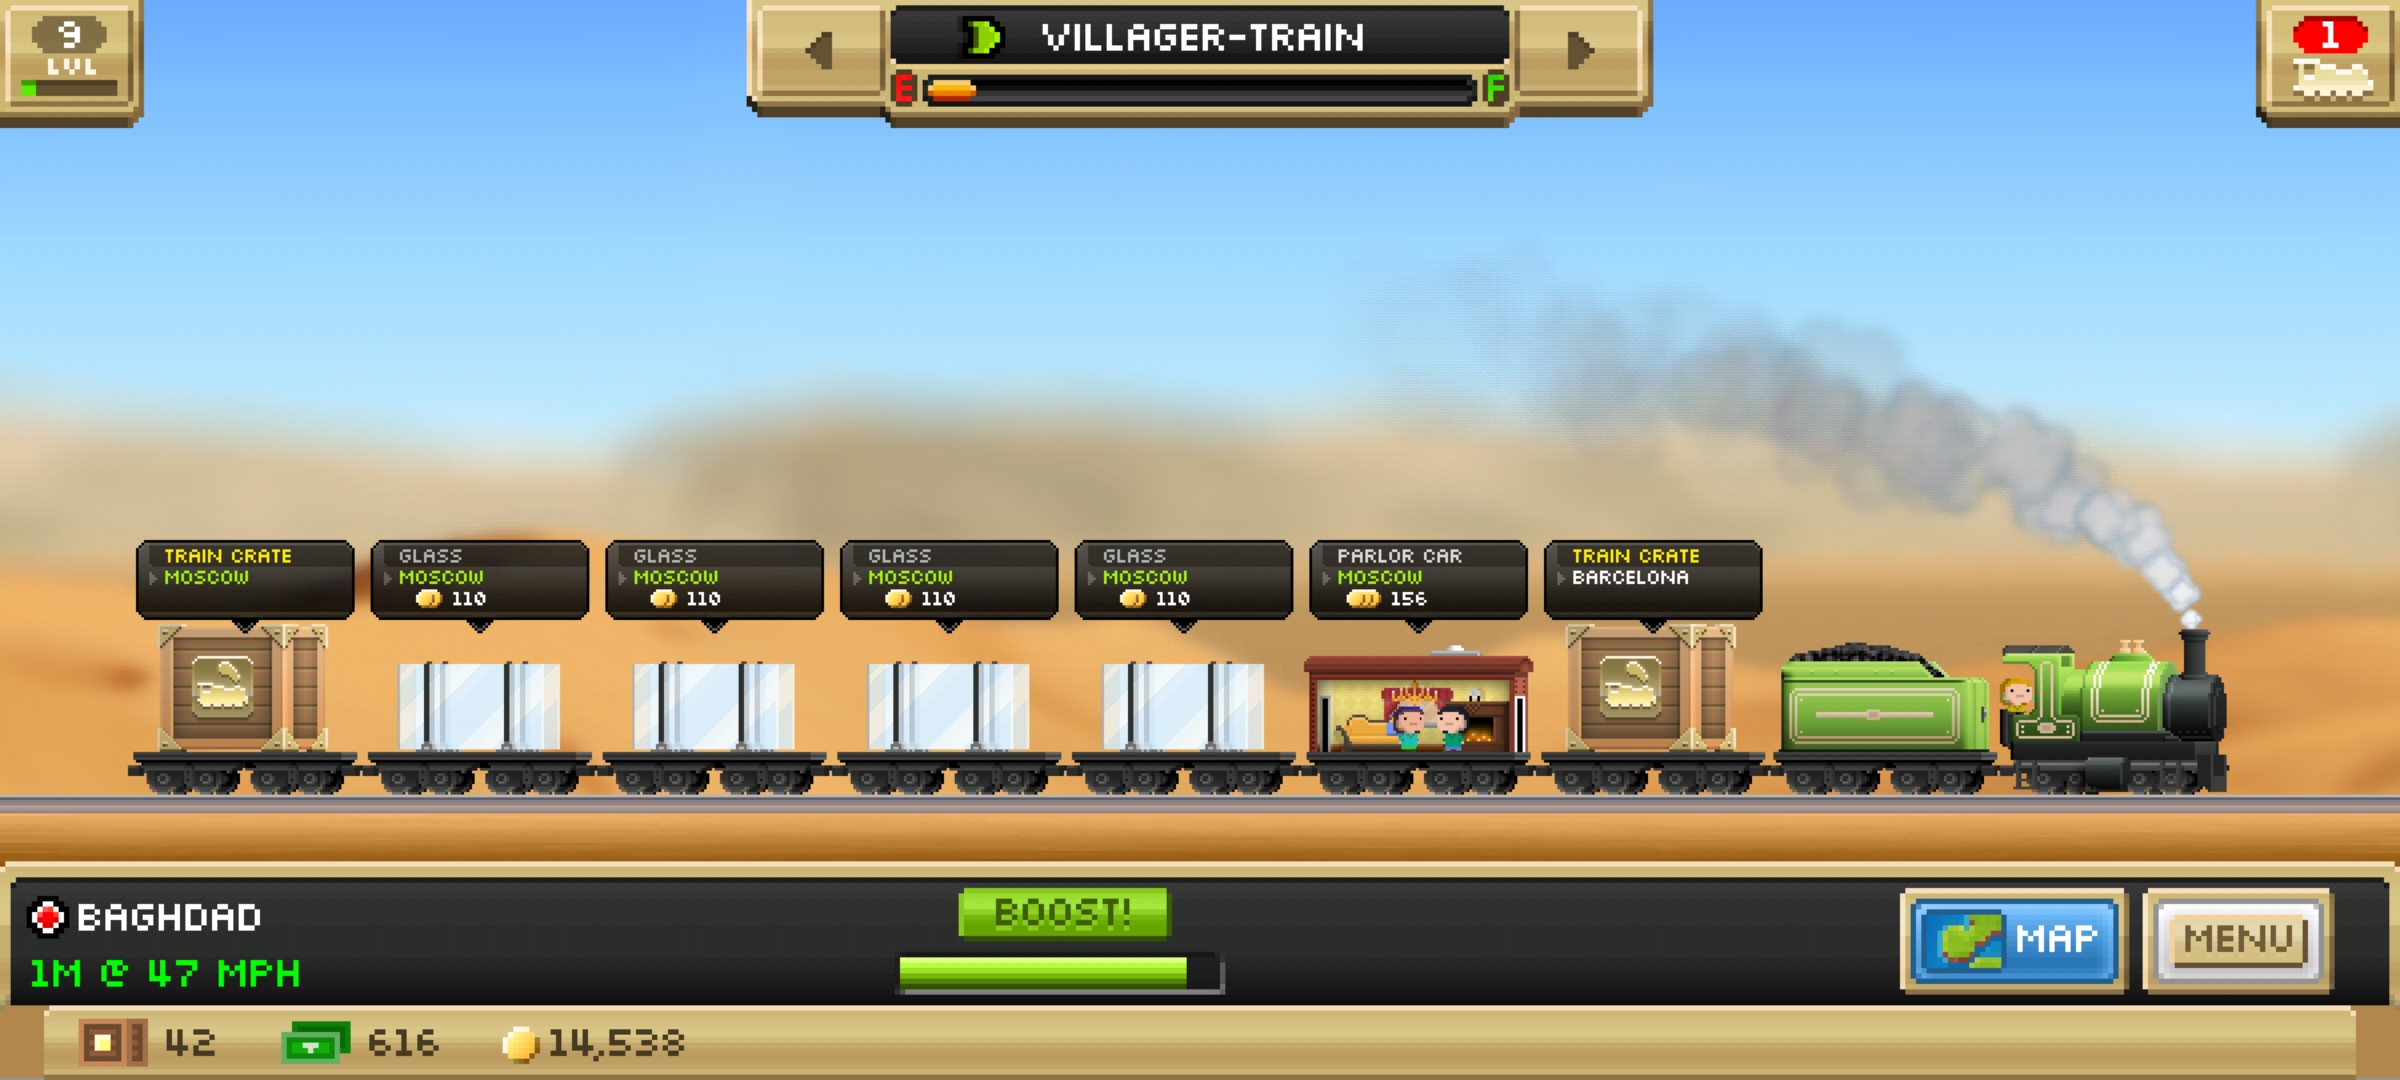 9
LVL
VILLAGER-TRAIN
E
F
1
TRAIN CRATE
MOSCOW
GLASS
MOSCOW
110
GLASS
MOSCOW
110
GLASS
MOSCOW
110
GLASS
MOSCOW
110
PARLOR CAR
MOSCOW
156
TRAIN CRATE
BARCELONA
BAGHDAD
1M @ 47 MPH
BOOST!
MAP
MENU
42
616
14,538